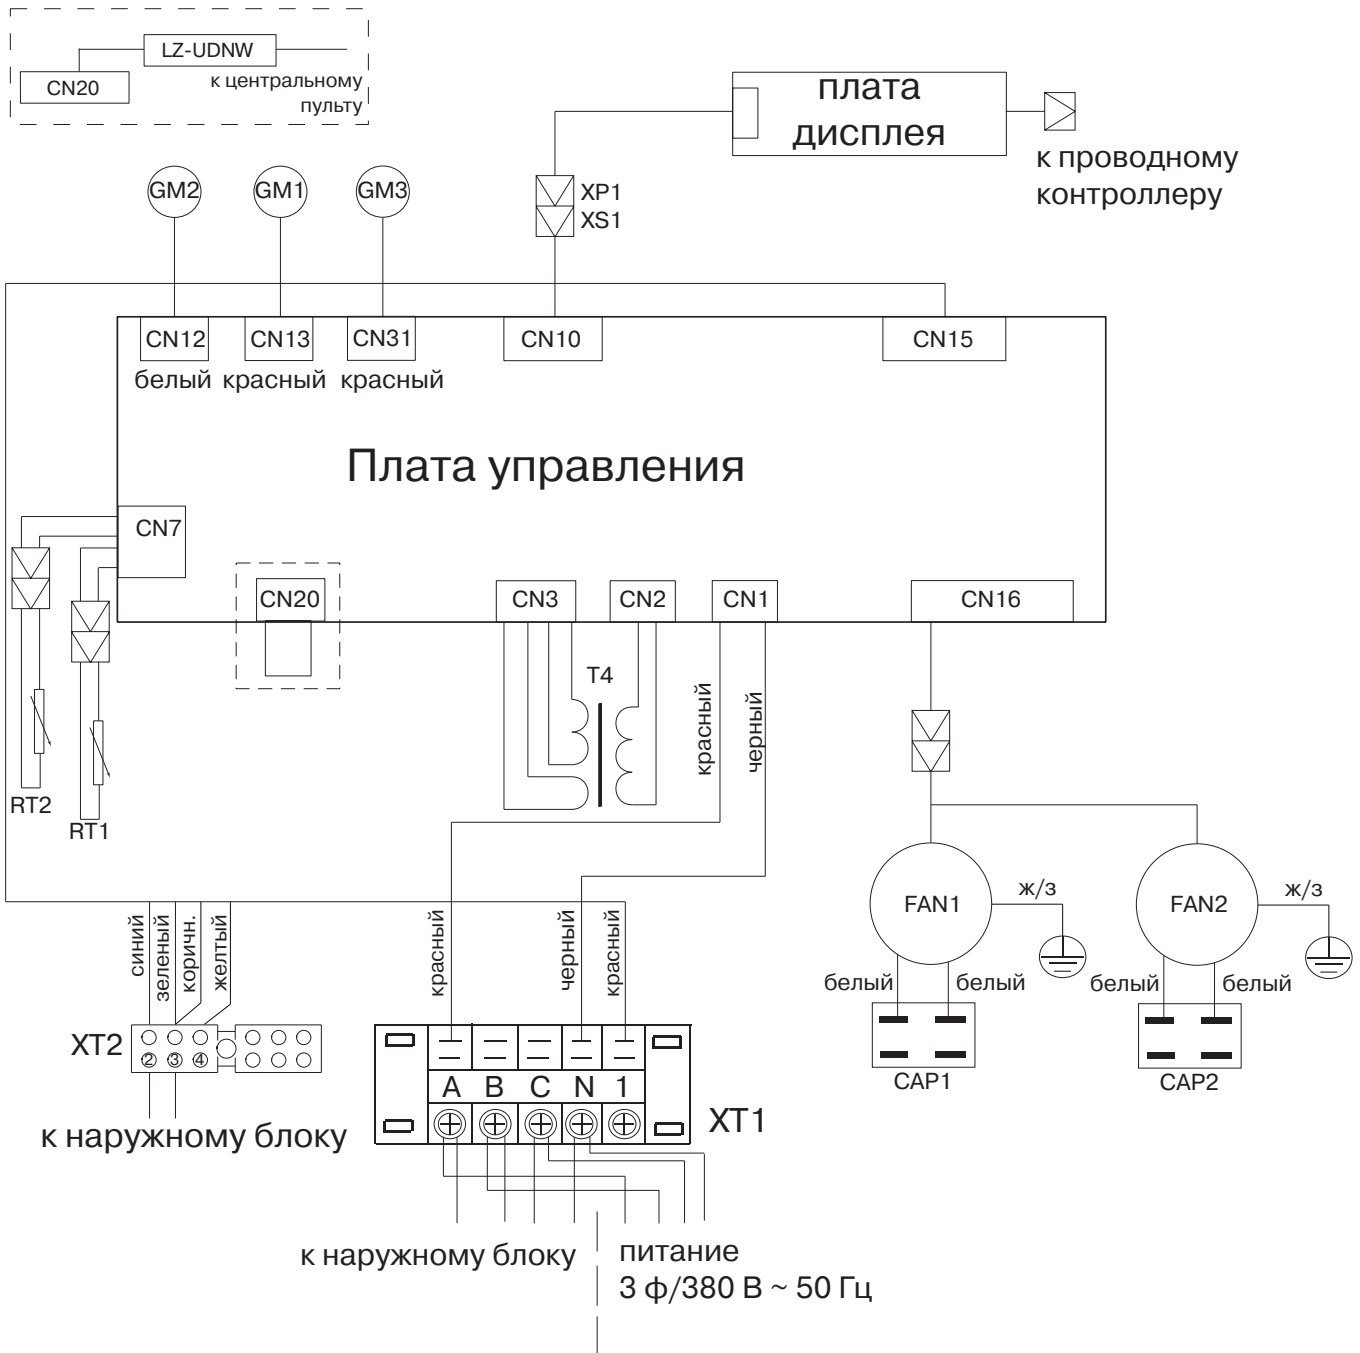 LZ-UDNW
CN20
к центральному
пульту
плата
дисплея
к проводному
контроллеру
GM2
GM1
GM3
XP1
XS1
CN12
CN13
CN31
CN10
CN15
белый
красный
красный
Плата управления
CN7
CN20
CN3
CN2
CN1
CN16
T4
красный
черный
RT2
RT1
FAN1
ж/з
FAN2
ж/з
синий
зеленый
коричн.
желтый
красный
черный
красный
белый
белый
белый
белый
CAP1
CAP2
XT2
2 3 4
A B C N 1
XT1
к наружному блоку
к наружному блоку
питание
3 ф/380 В ~ 50 Гц